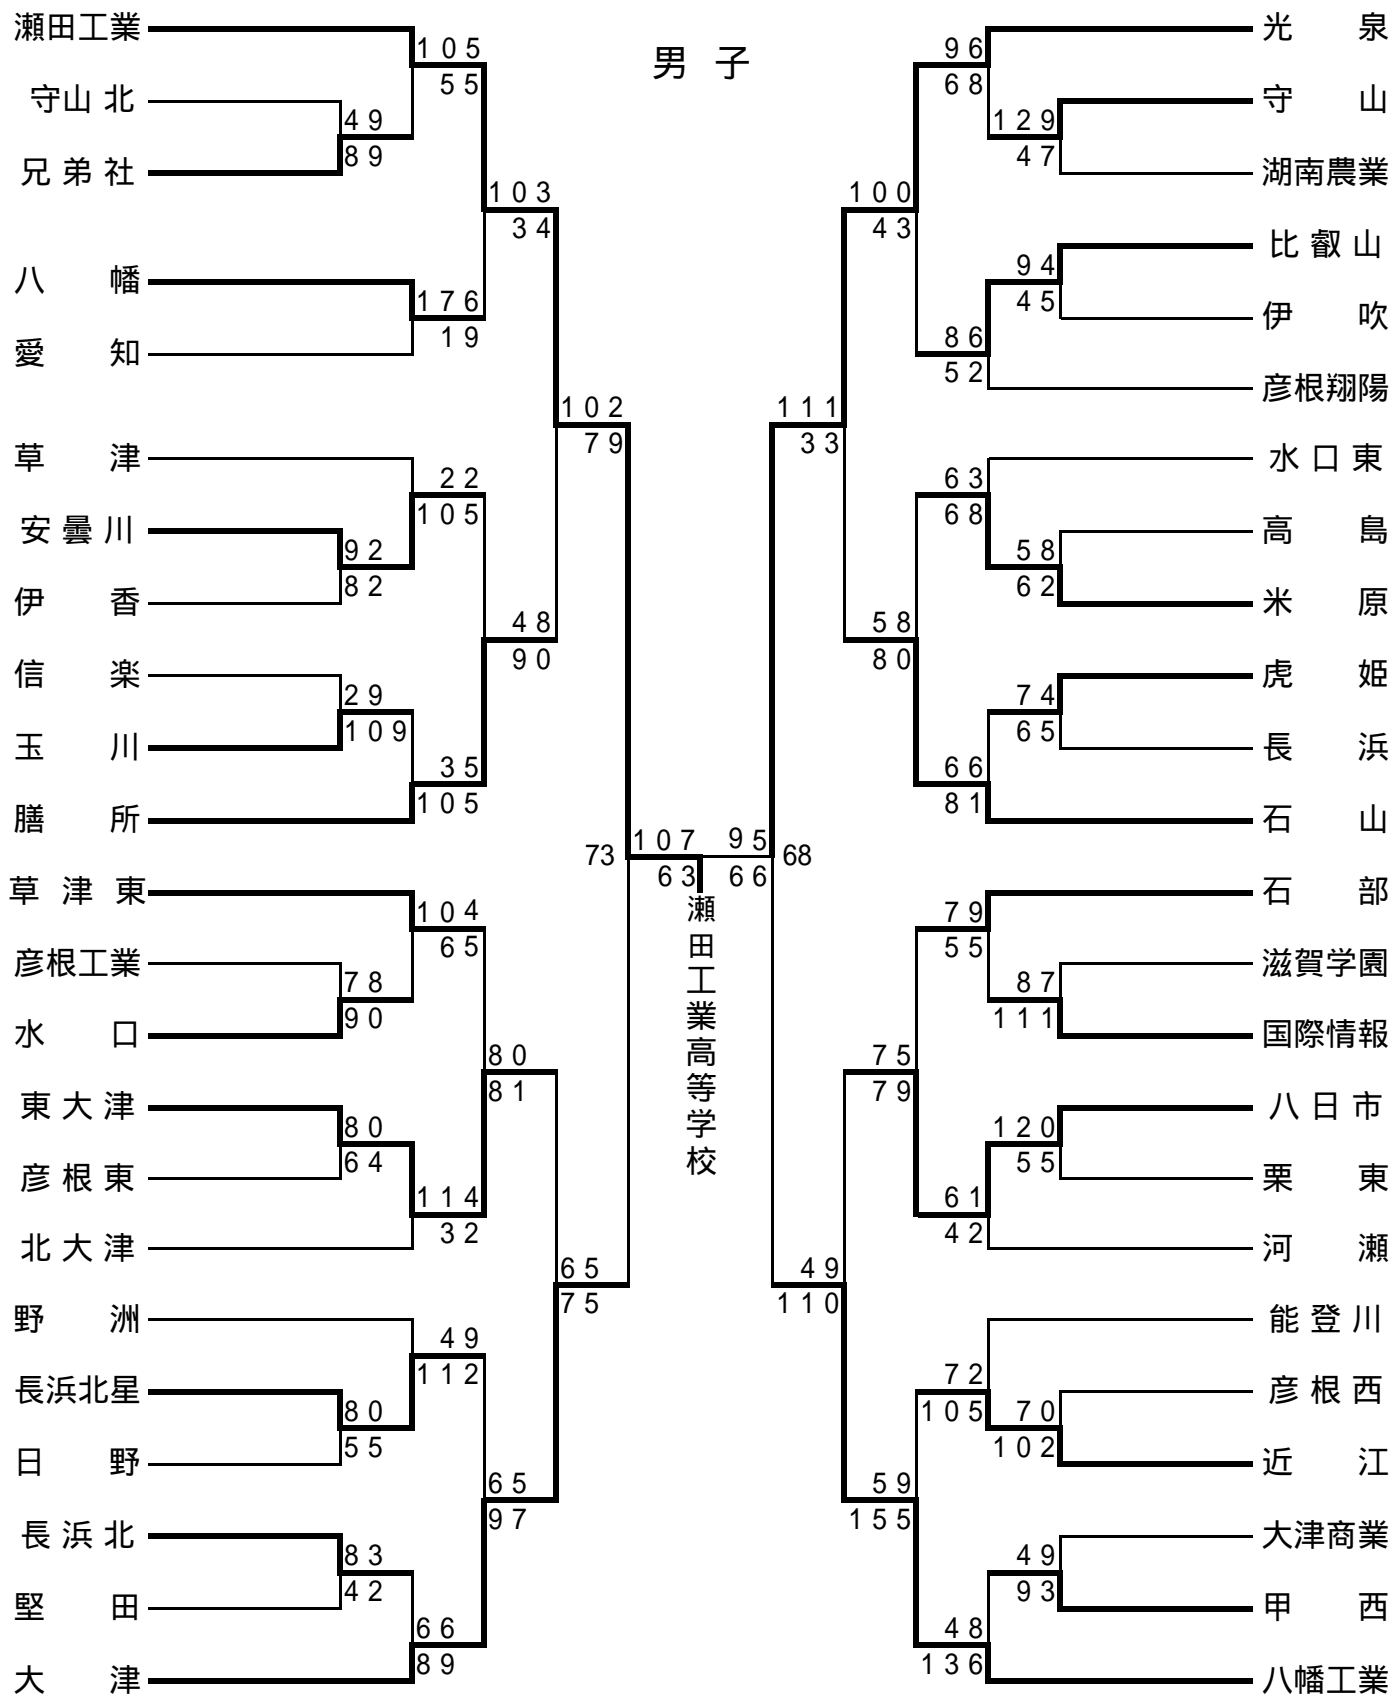 男 子
瀬田工業
守山 北
兄 弟 社
八 幡
愛 知
草 津
安 曇 川
伊 香
信 楽
玉 川
膳 所
草 津 東
彦根工業
水 口
東 大 津
彦 根 東
北 大 津
野 洲
長浜北星
日 野
長 浜 北
堅 田
大 津
105
55
49
89
103
34
176
19
102
79
22
105
92
82
48
90
29
109
35
105
73
107
63
95
66
68
瀬田工業高等学校
104
65
78
90
80
81
80
64
114
32
65
75
49
112
80
55
65
97
83
42
66
89
96
68
129
47
100
43
94
45
86
52
111
33
63
68
58
62
58
80
74
65
66
81
79
55
87
111
75
79
120
55
61
42
49
110
72
105
70
102
59
155
49
93
48
136
光 泉
守 山
湖南農業
比 叡 山
伊 吹
彦根翔陽
水 口 東
高 島
米 原
虎 姫
長 浜
石 山
石 部
滋賀学園
国際情報
八 日 市
栗 東
河 瀬
能 登 川
彦 根 西
近 江
大津商業
甲 西
八幡工業